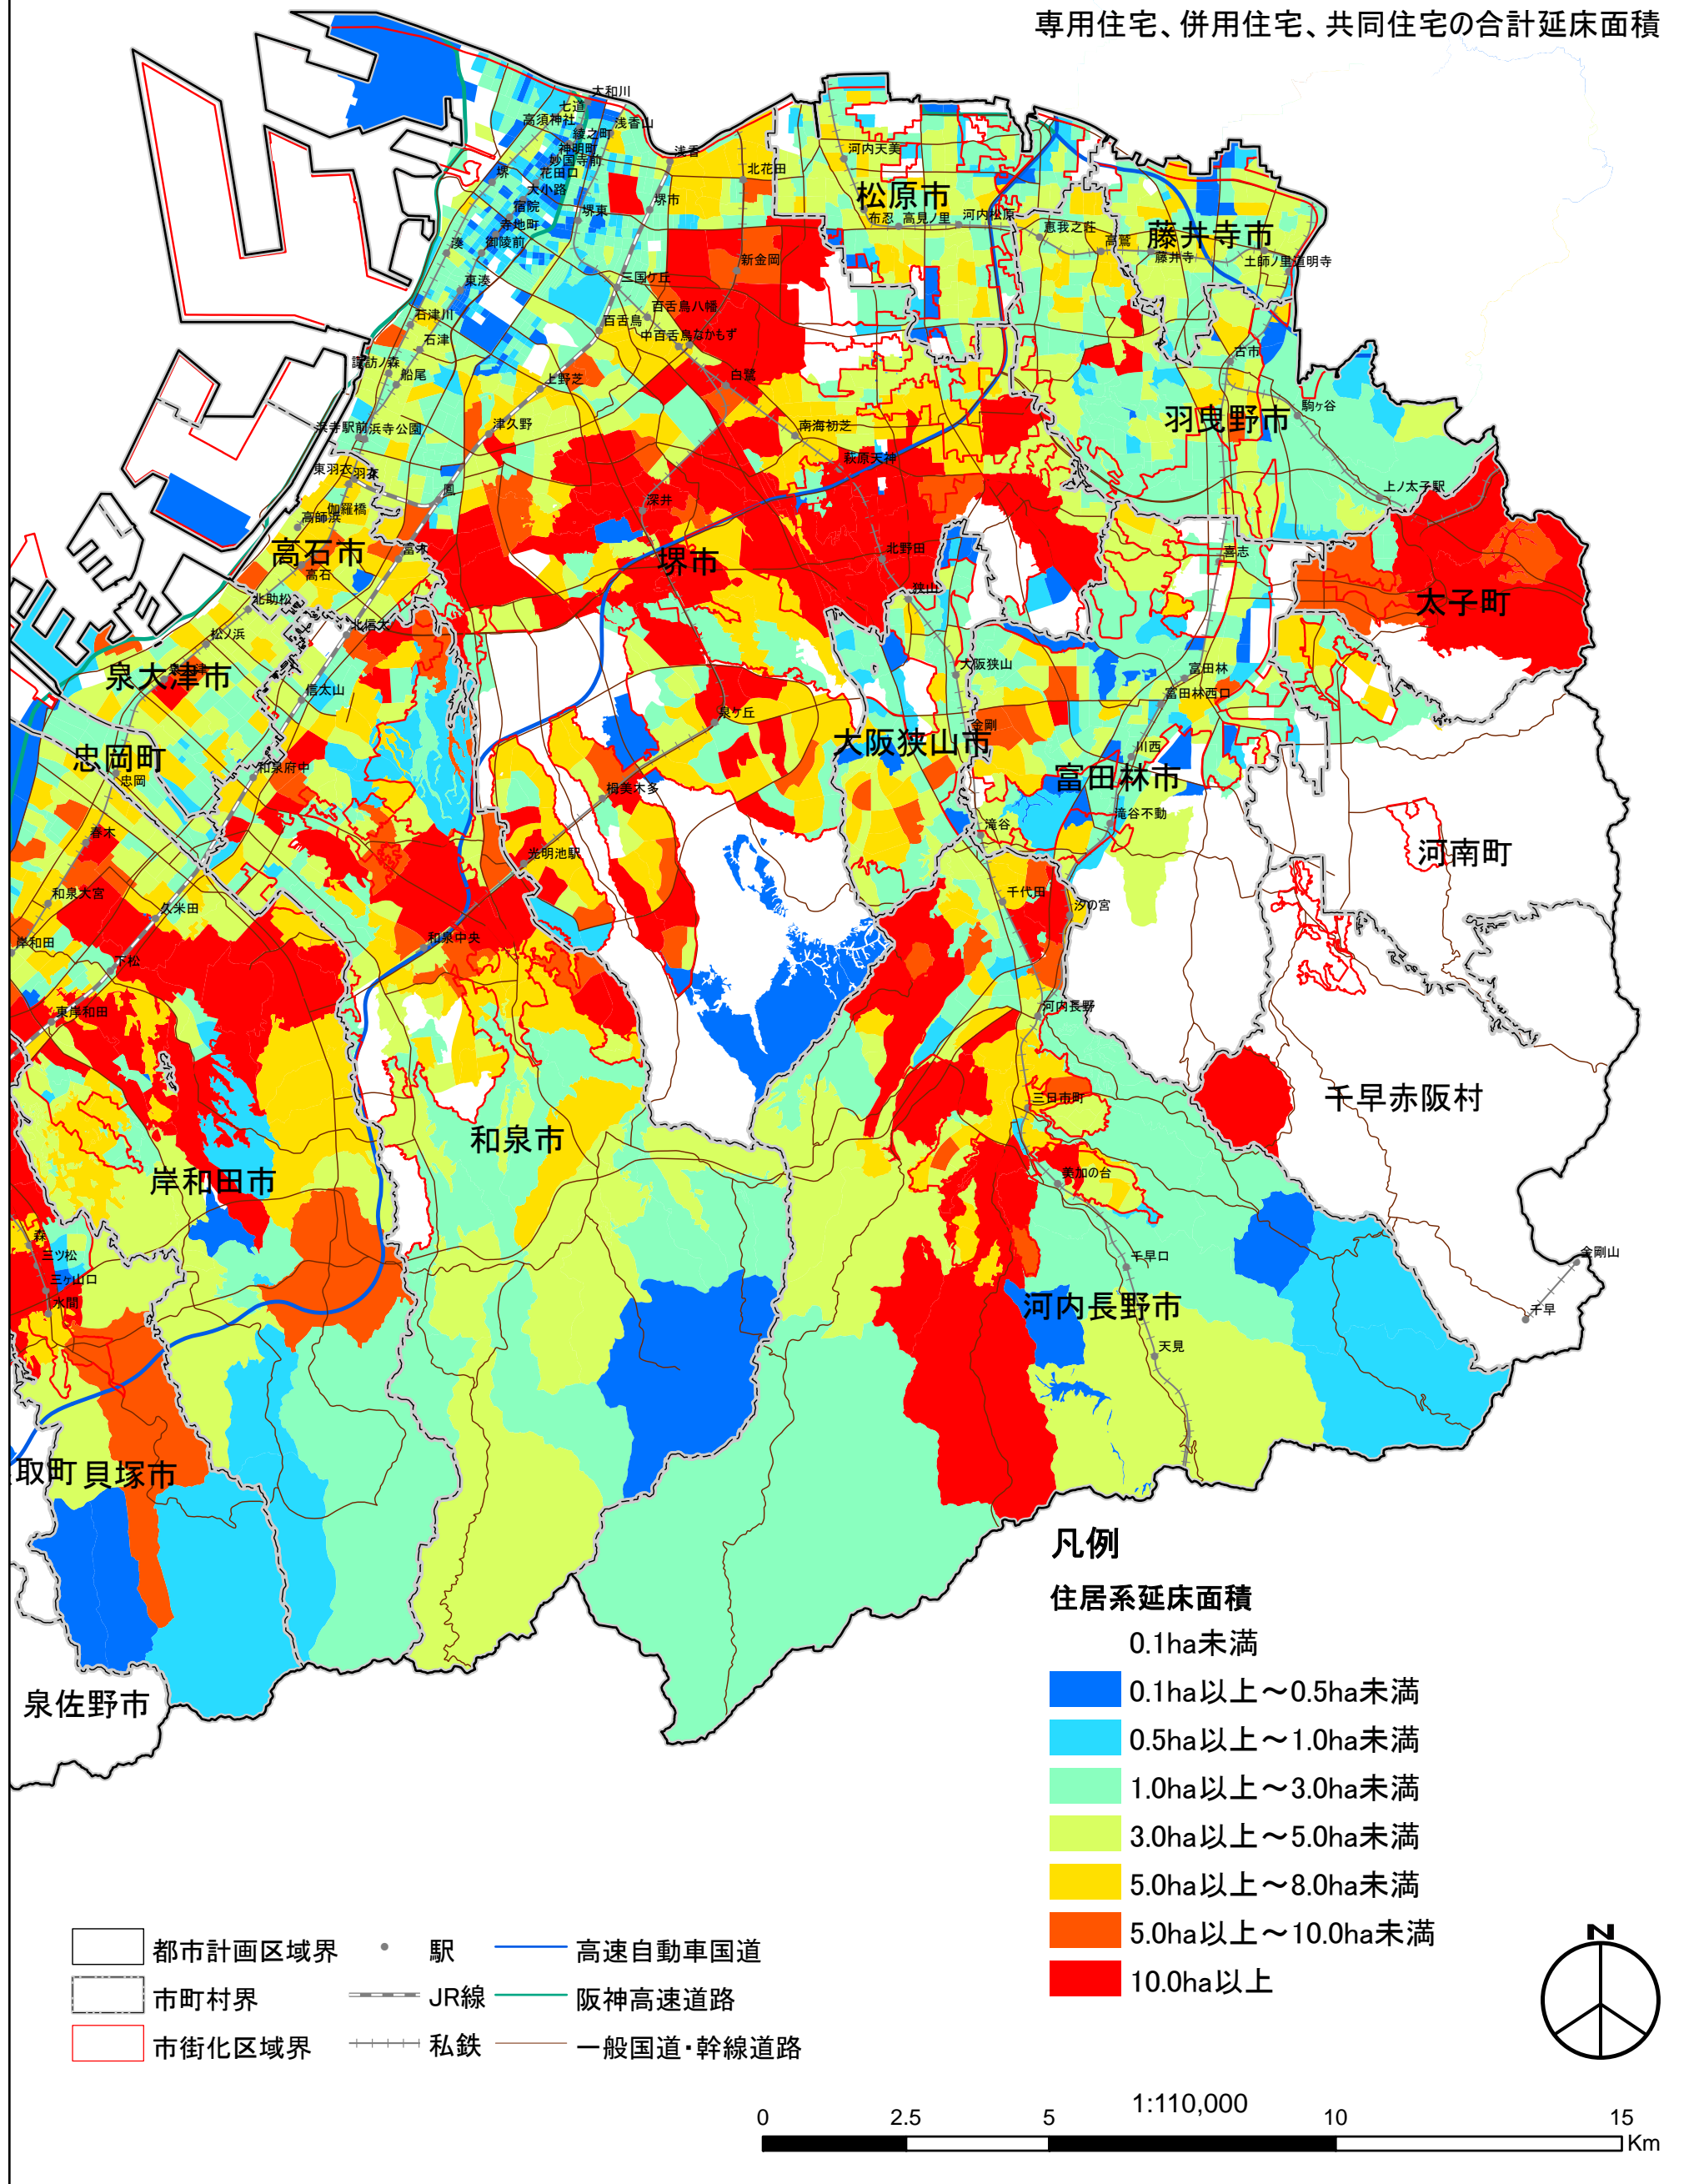 専用住宅、併用住宅、共同住宅の合計延床面積
大和川
七道
高須神社
浅香山
綾之町
神明町
妙国寺前
浅香
花田口
堺
大小路
北花田
河内天美
松原市
宿院
堺東
堺市
寺地町
布忍
高見ノ里
河内松原
恵我之荘
高鷲
藤井寺市
藤井寺
土師ノ里
道明寺
湊
御陵前
新金岡
東湊
三国ケ丘
百舌鳥八幡
石津川
百舌鳥
中百舌鳥
なかもず
石津
古市
諏訪ノ森
船尾
上野芝
白鷺
駒ヶ谷
羽曳野市
浜寺駅前
浜寺公園
津久野
南海初芝
萩原天神
東羽衣
羽衣
鳳
上ノ太子駅
伽羅橋
高師浜
深井
高石市
富木
堺市
北野田
喜志
高石
狭山
太子町
北助松
北信太
松ノ浜
大阪狭山
富田林
泉大津市
信太山
富田林西口
泉ケ丘
金剛
大阪狭山市
川西
忠岡町
忠岡
和泉府中
栂美木多
富田林市
滝谷
滝谷不動
春木
光明池駅
河南町
和泉大宮
久米田
千代田
汐の宮
岸和田
下松
和泉中央
東岸和田
河内長野
三日市町
千早赤阪村
和泉市
岸和田市
美加の台
森
三ツ松
三ヶ山口
水間
千早口
金剛山
千早
河内長野市
天見
取町
貝塚市
泉佐野市
凡例
住居系延床面積
0.1ha未満
0.1ha以上～0.5ha未満
0.5ha以上～1.0ha未満
1.0ha以上～3.0ha未満
3.0ha以上～5.0ha未満
5.0ha以上～8.0ha未満
5.0ha以上～10.0ha未満
10.0ha以上
都市計画区域界
駅
高速自動車国道
市町村界
JR線
阪神高速道路
市街化区域界
私鉄
一般国道・幹線道路
N
1:110,000
0 2.5 5 10 15
Km